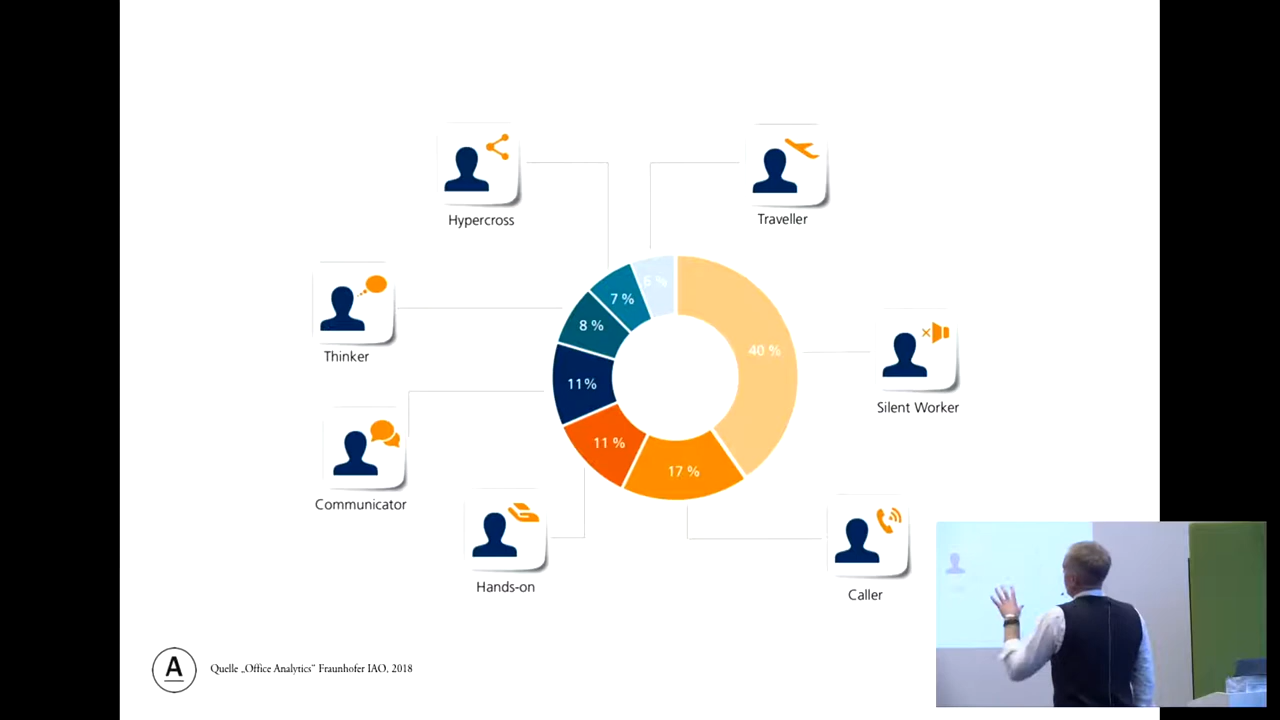 Hypercross
Traveller
Thinker
Silent Worker
Communicator
Hands-on
Caller
6 %
7 %
8 %
40 %
11%
11 %
17 %
A
Quelle „Office Analytics“ Fraunhofer IAO, 2018